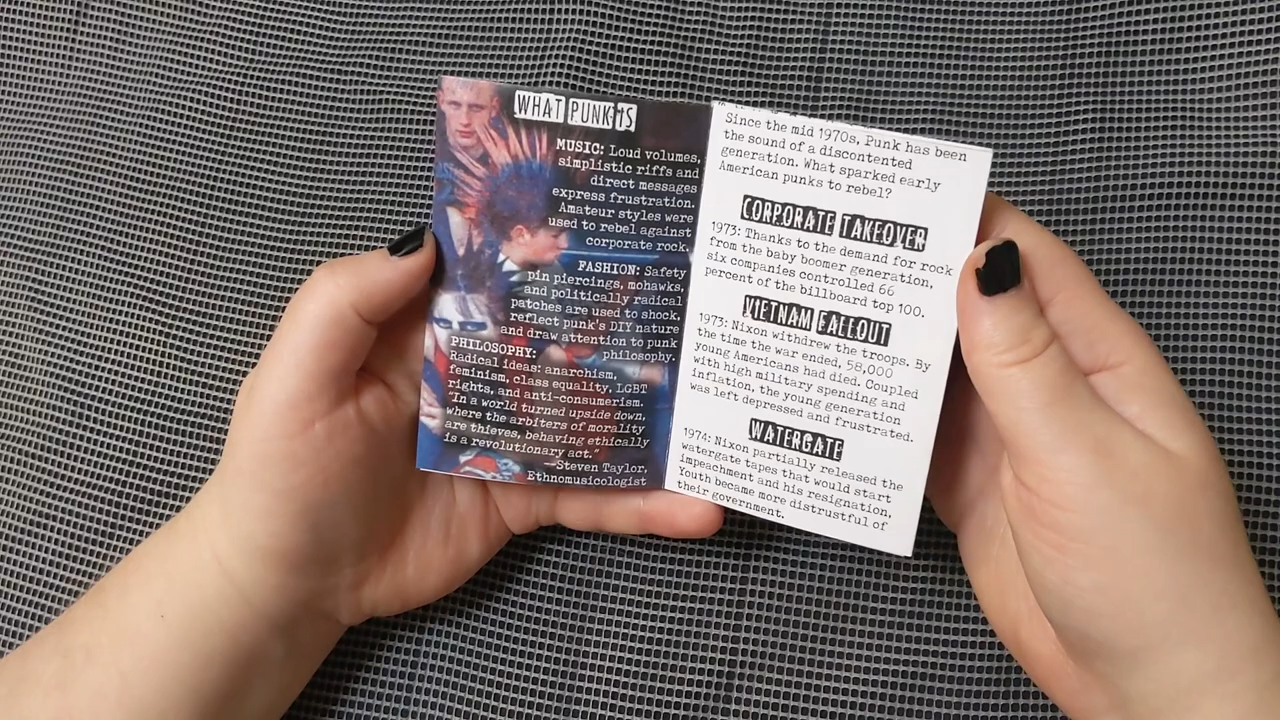 WHAT PUNK IS
MUSIC: Loud volumes,
simplistic riffs and
direct messages
express frustration.
Amateur styles were
used to rebel against
corporate rock.
FASHION: Safety
pin piercings, mohawks,
and politically radical
patches are used to shock,
reflect punk's DIY nature
and draw attention to punk
philosophy.
PHILOSOPHY:
Radical ideas: anarchism,
feminism, class equality, LGBT
rights, and anti-consumerism.
"In a world turned upside down,
where the arbiters of morality
are thieves, behaving ethically
is a revolutionary act."
—Steven Taylor,
Ethnomusicologist
Since the mid 1970s, Punk has been
the sound of a discontented
generation. What sparked early
American punks to rebel?
CORPORATE TAKEOVER
1973: Thanks to the demand for rock
from the baby boomer generation,
six companies controlled 66
percent of the billboard top 100.
VIETNAM FALLOUT
1973: Nixon withdrew the troops. By
the time the war ended, 58,000
young Americans had died. Coupled
with high military spending and
inflation, the young generation
was left depressed and frustrated.
WATERGATE
1974: Nixon partially released the
watergate tapes that would start
impeachment and his resignation,
Youth became more distrustful of
their government.